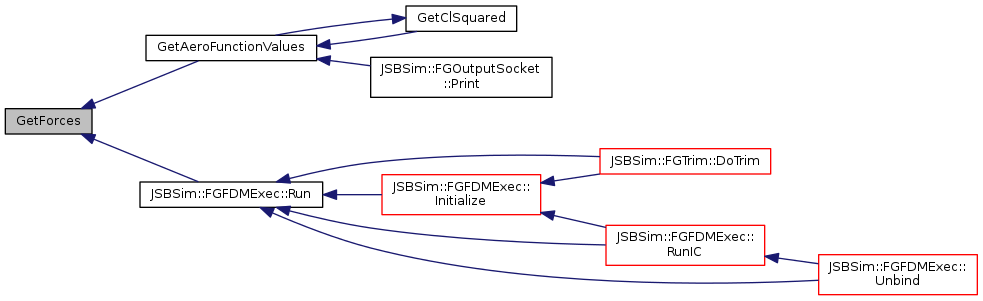 GetClSquared
GetAeroFunctionValues
JSBSim::FGOutputSocket
::Print
GetForces
JSBSim::FGTrim::DoTrim
JSBSim::FGFDMExec::Run
JSBSim::FGFDMExec::
Initialize
JSBSim::FGFDMExec::
RunIC
JSBSim::FGFDMExec::
Unbind